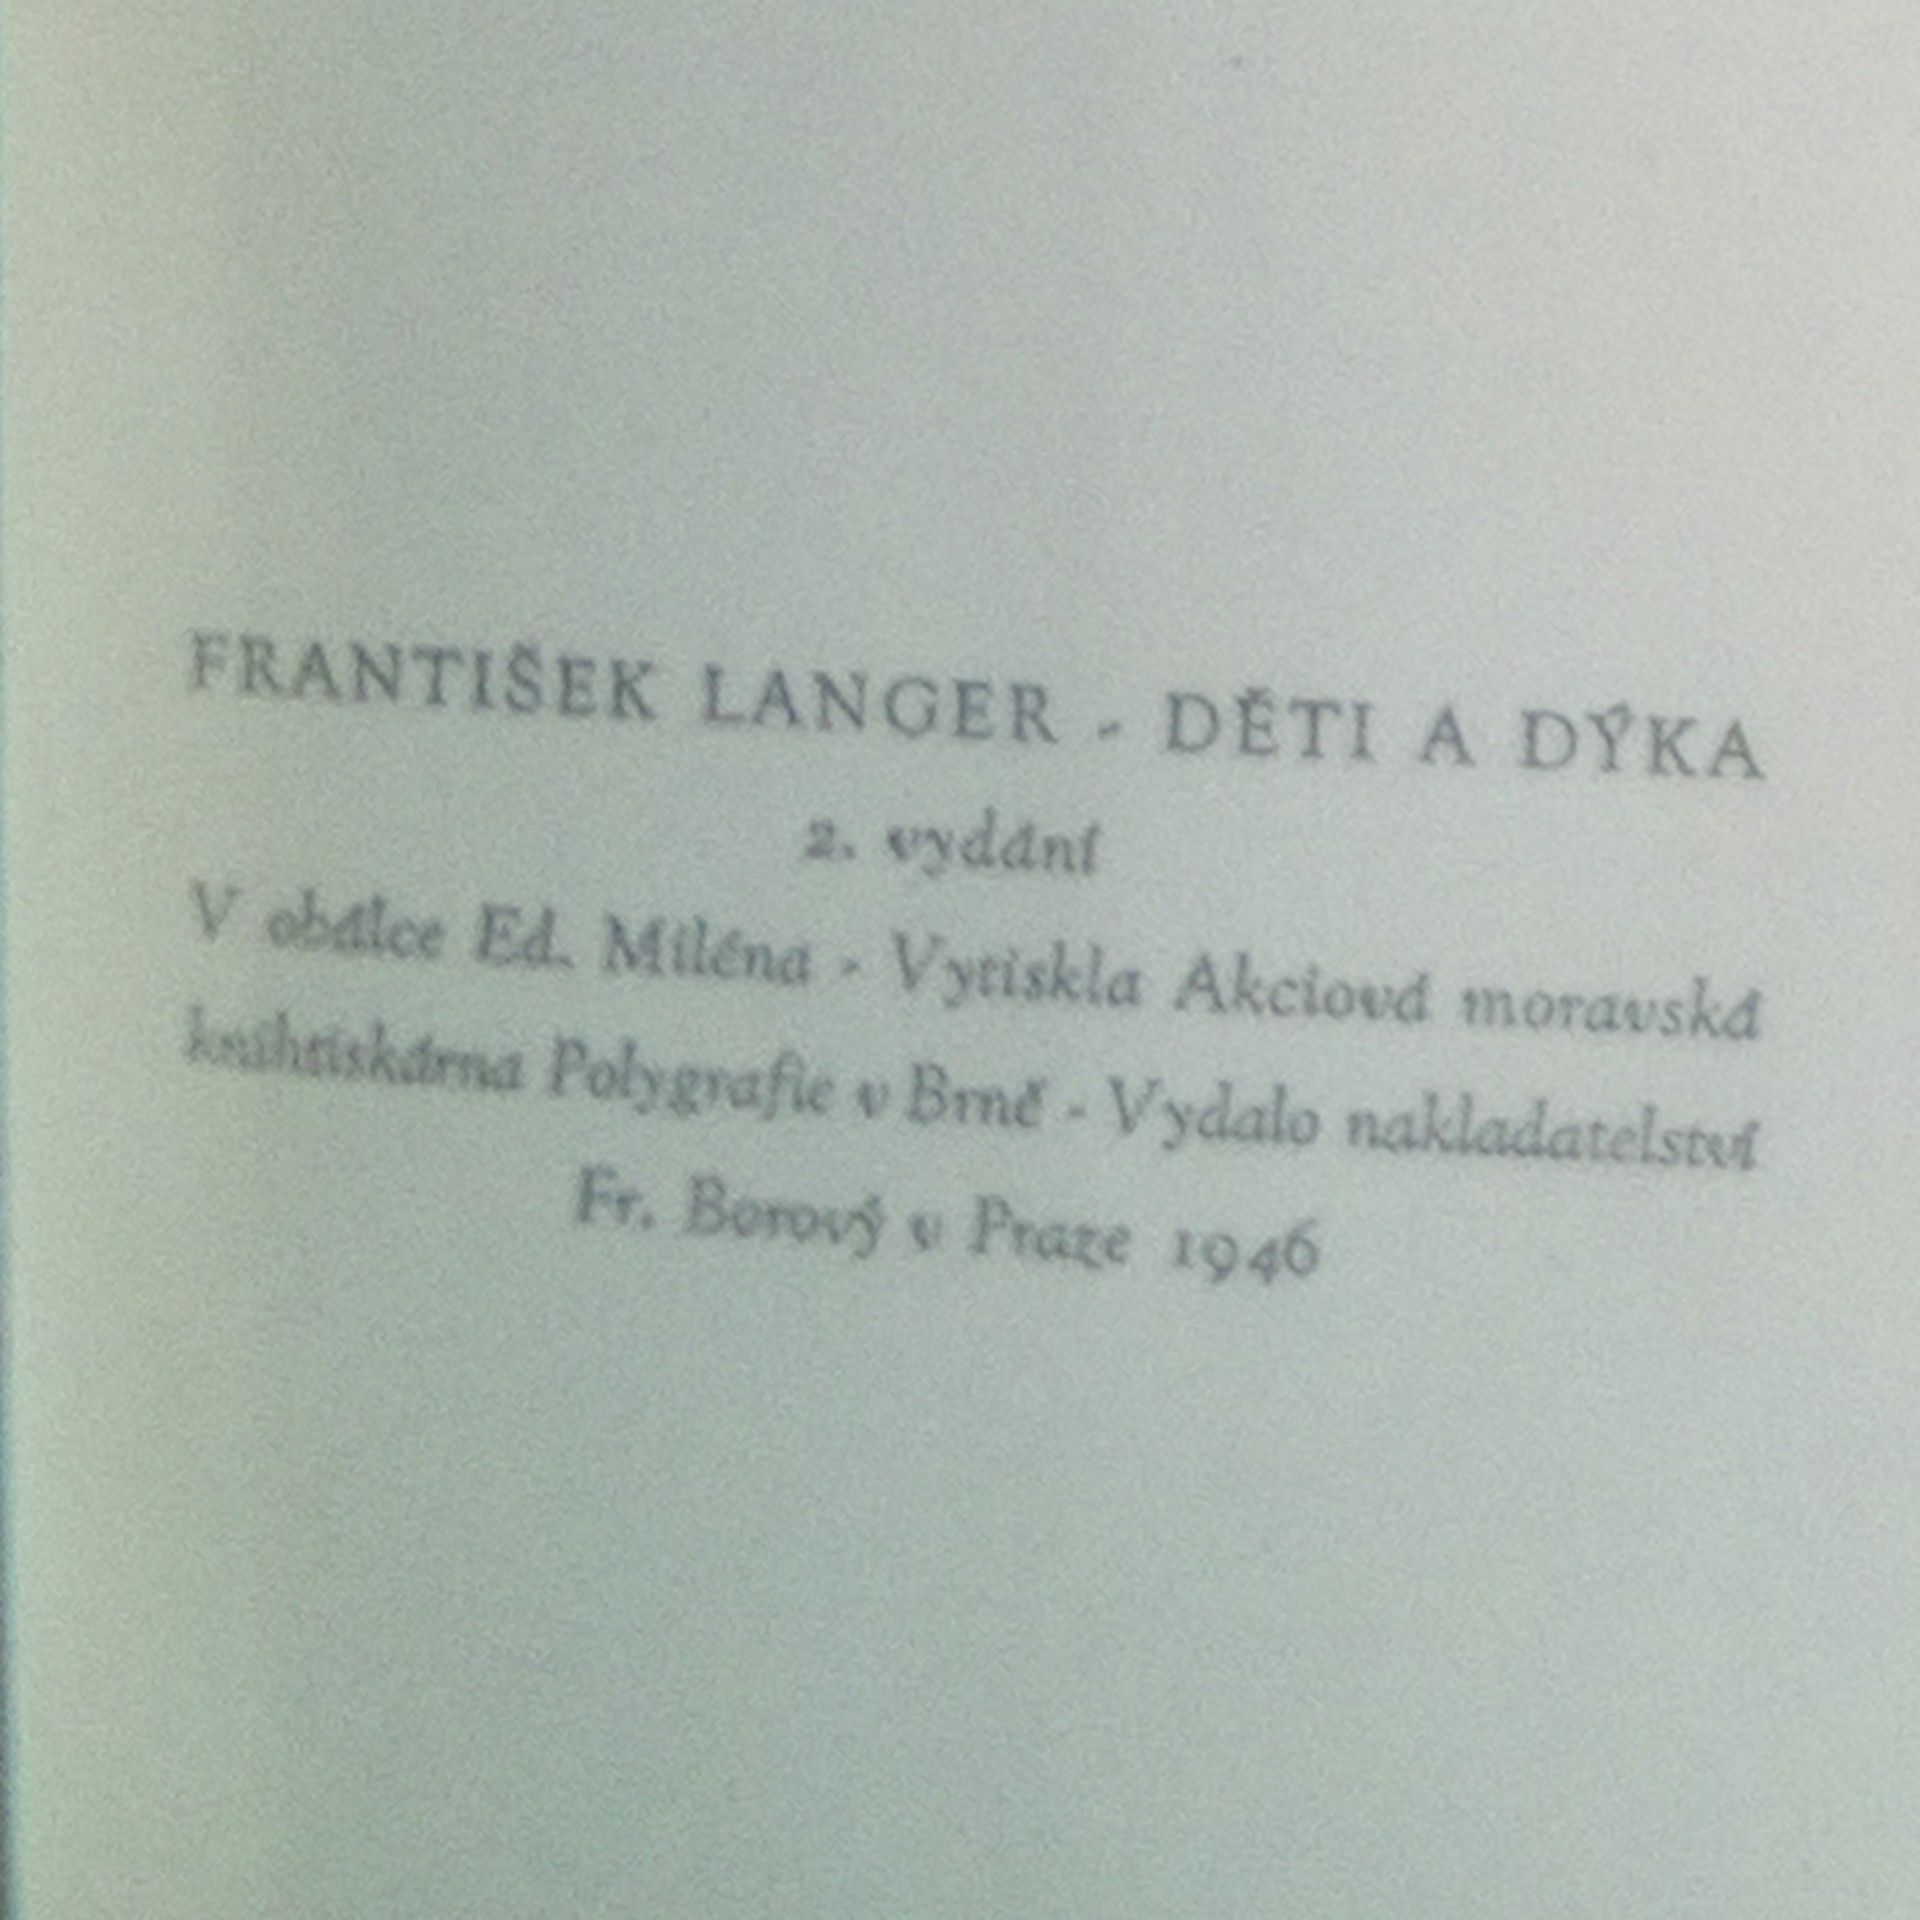 FRANTIŠEK LANGER - DĚTI A DÝKA
2. vydání
V obálce Ed. Miléna - Vytiskla Akciová moravská
knihtiskárna Polygrafie v Brně - Vydalo nakladatelství
Fr. Borový v Praze 1946